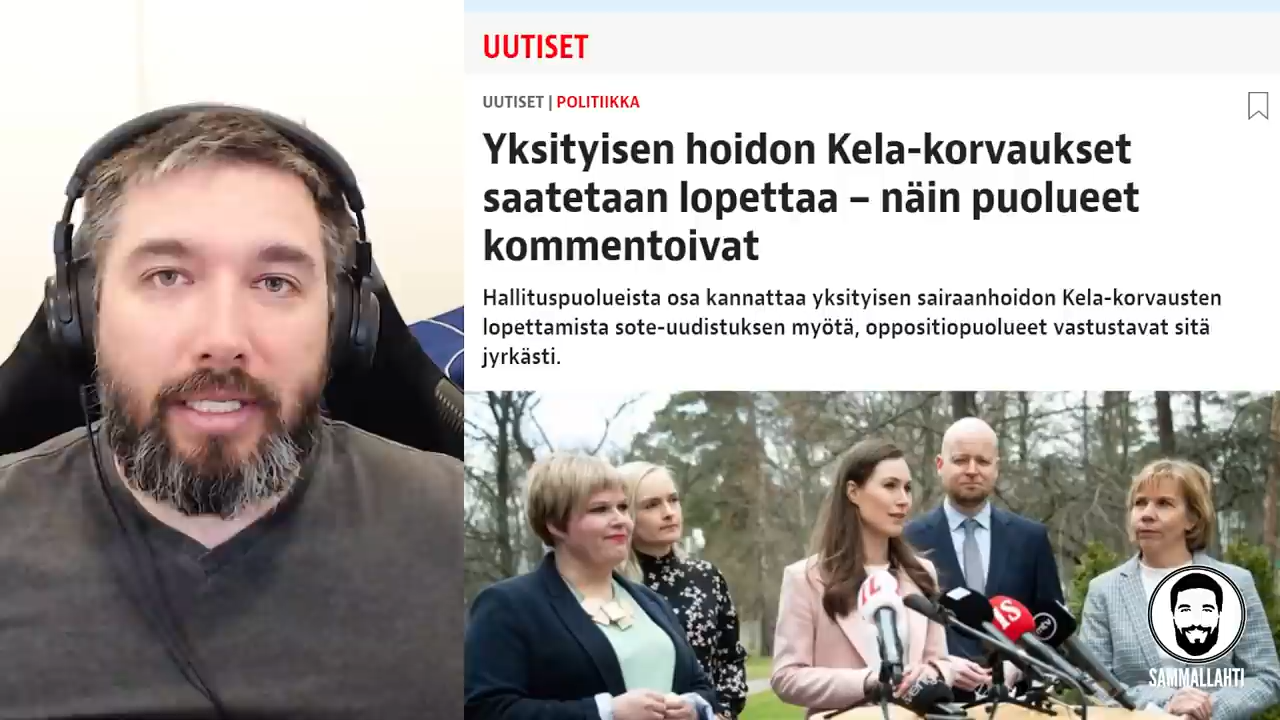 UUTISET
UUTISET | POLITIIKKA
Yksityisen hoidon Kela-korvaukset
saatetaan lopettaa – näin puolueet
kommentoivat
Hallituspuolueista osa kannattaa yksityisen sairaanhoidon Kela-korvausten
lopettamista sote-uudistuksen myötä, oppositiopuolueet vastustavat sitä
jyrkästi.
IL
IS
mtv
SAMMALLAHTI